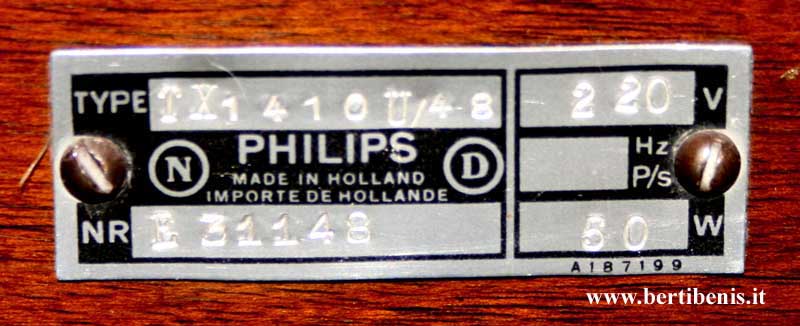 TYPE TX1410U/48 220 V
N PHILIPS D Hz
MADE IN HOLLAND P/s
IMPORTE DE HOLLANDE
NR L 31148 50 W
A187199
www.bertibenis.it